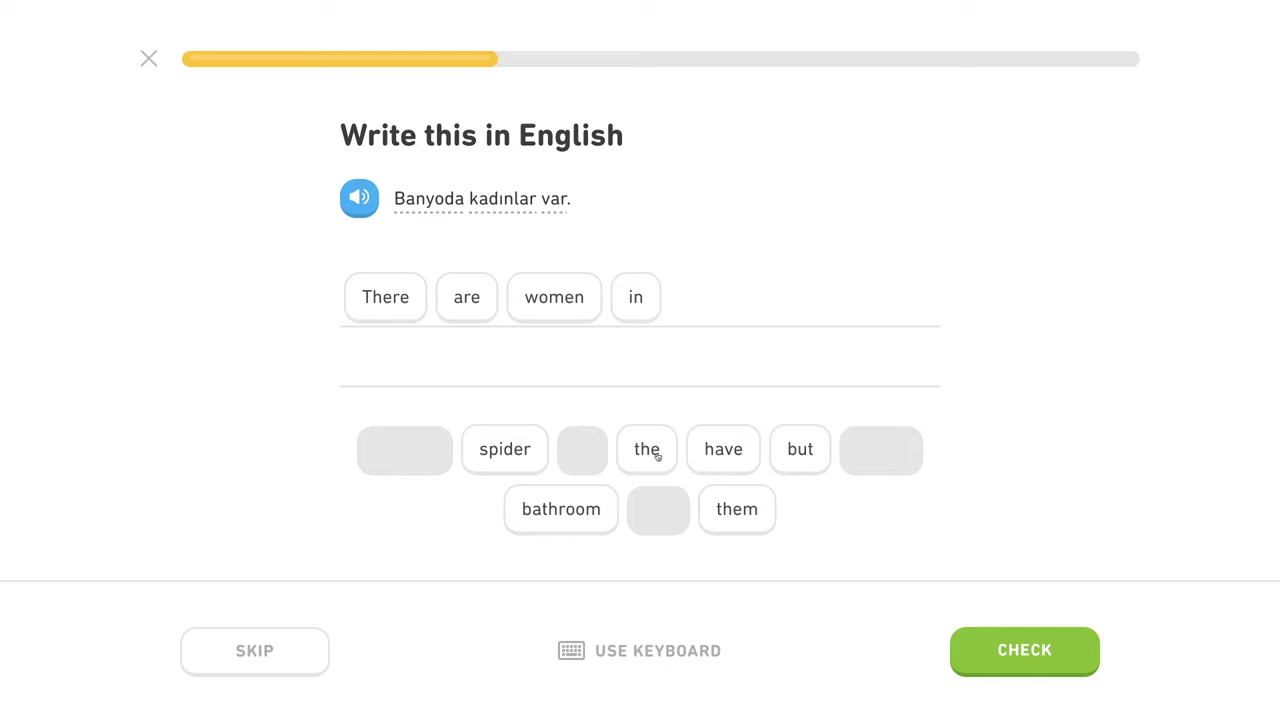 Write this in English
Banyoda kadınlar var.
There are women in
spider the have but
bathroom them
SKIP USE KEYBOARD CHECK